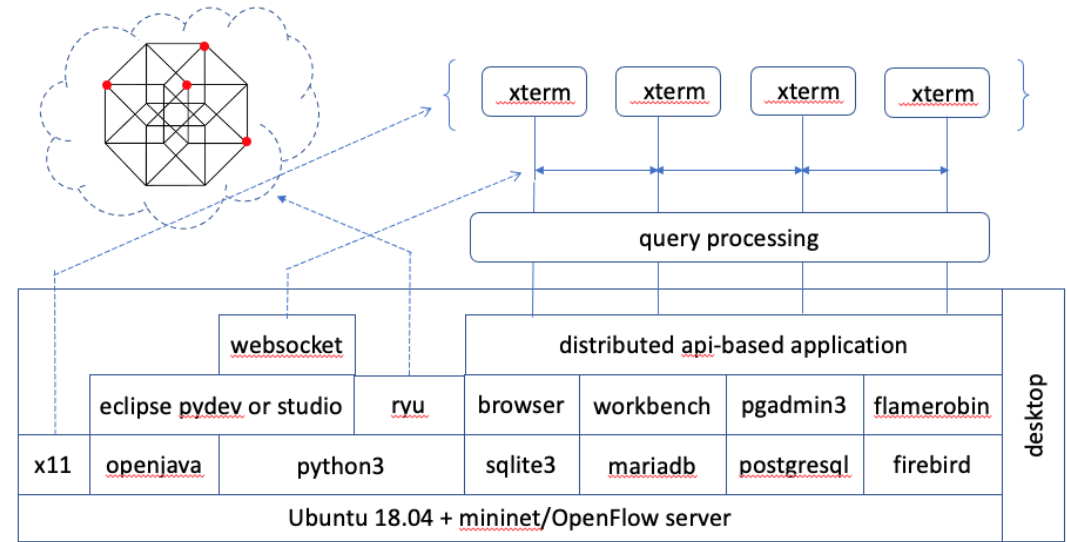 xterm xterm xterm xterm
query processing
websocket distributed api-based application
eclipse pydev or studio ryu browser workbench pgadmin3 flamerobin
x11 openjava python3 sqlite3 mariadb postgresql firebird
Ubuntu 18.04 + mininet/OpenFlow server
desktop